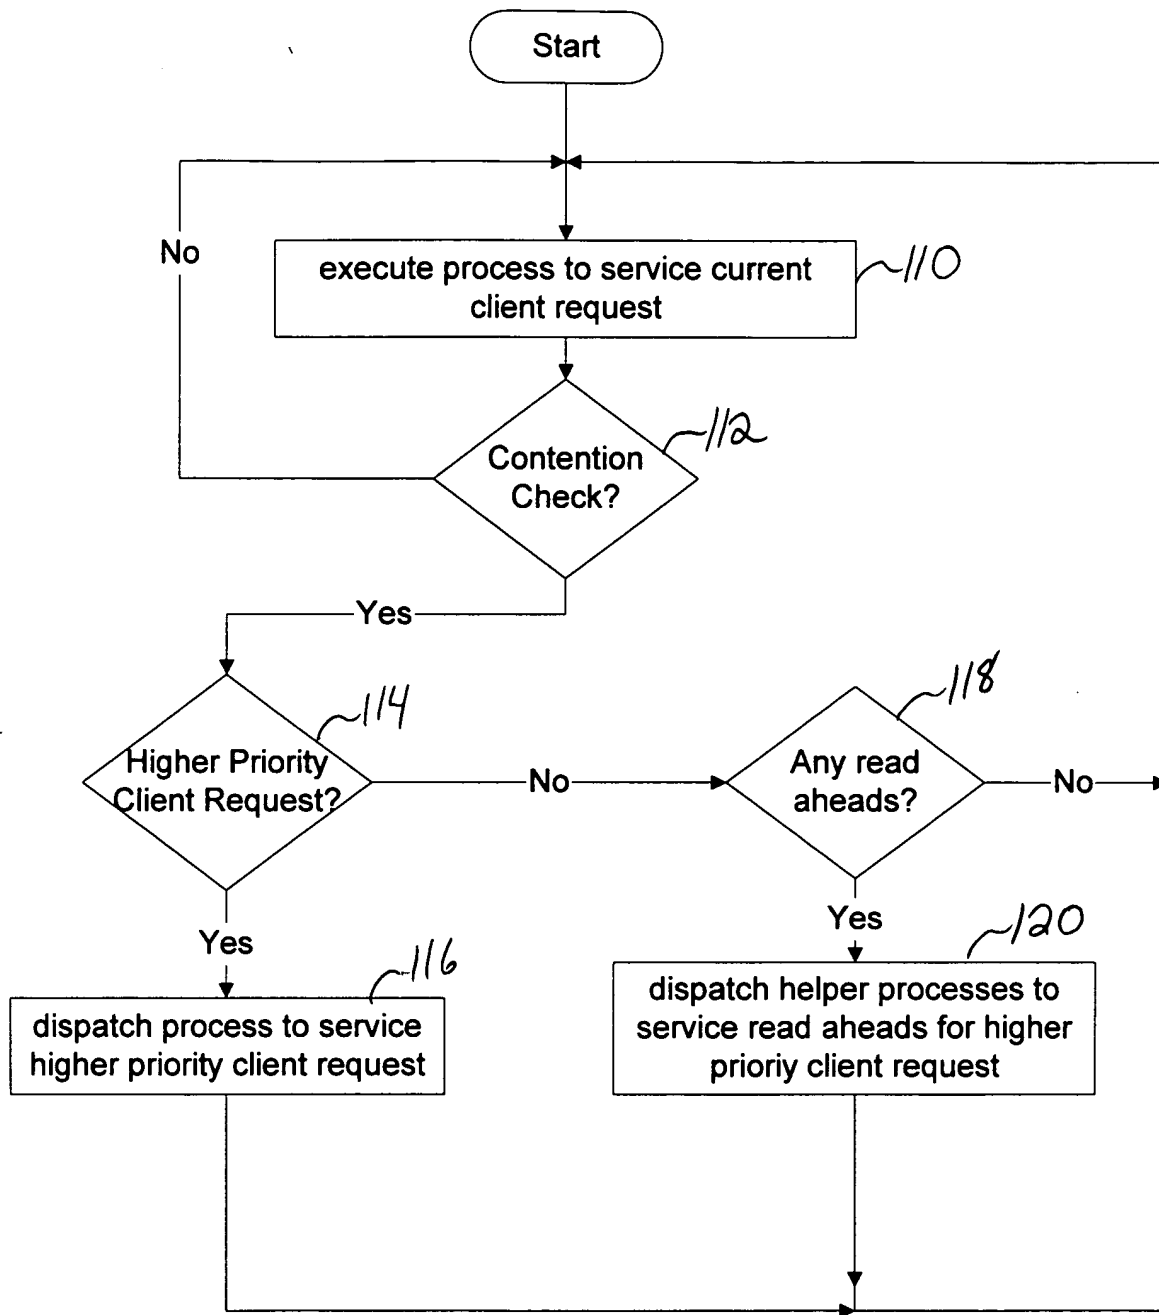 Start
No
execute process to service current
client request
110
Contention
Check?
112
Yes
Higher Priority
Client Request?
114
No
Any read
aheads?
118
No
Yes
dispatch process to service
higher priority client request
116
Yes
dispatch helper processes to
service read aheads for higher
prioriy client request
120